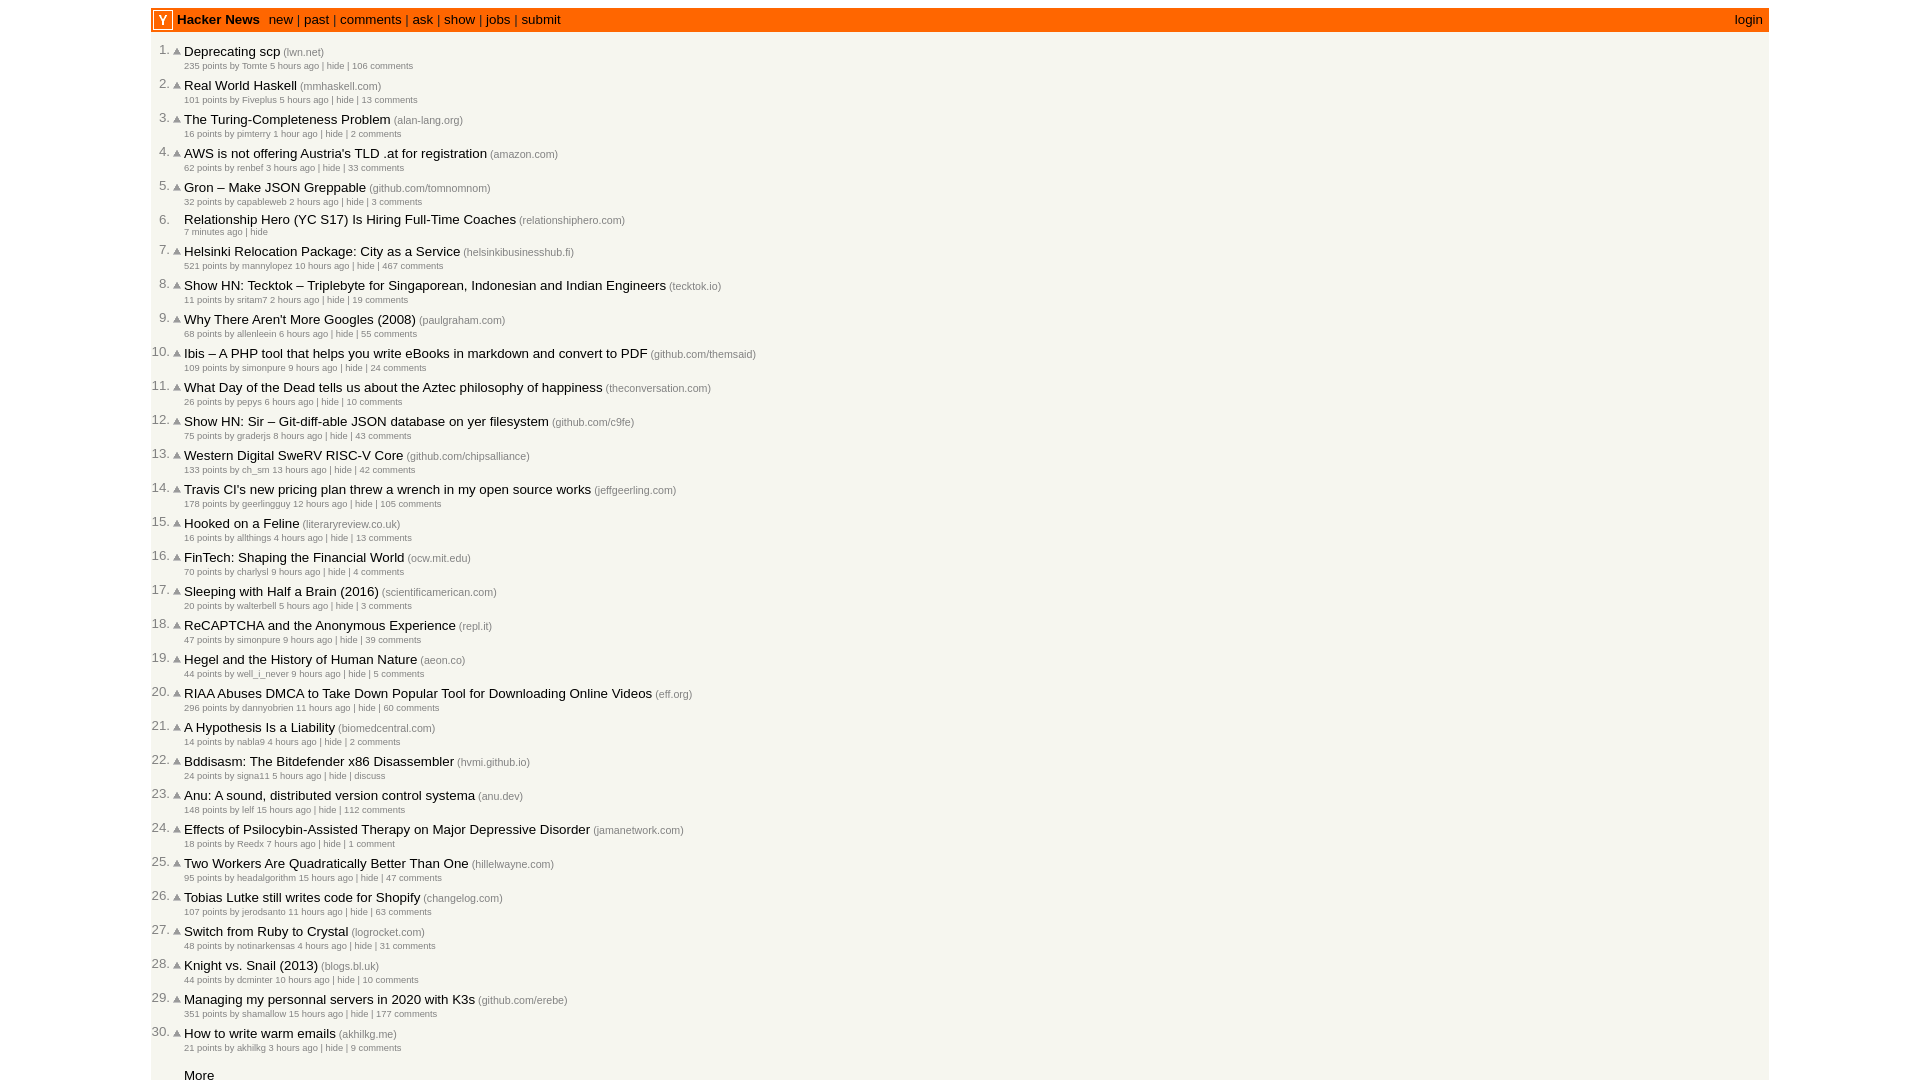 Y Hacker News new | past | comments | ask | show | jobs | submit login
1. Deprecating scp (lwn.net)
235 points by Tomte 5 hours ago | hide | 106 comments
2. Real World Haskell (mmhaskell.com)
101 points by Fiveplus 5 hours ago | hide | 13 comments
3. The Turing-Completeness Problem (alan-lang.org)
16 points by pimterry 1 hour ago | hide | 2 comments
4. AWS is not offering Austria's TLD .at for registration (amazon.com)
62 points by renbef 3 hours ago | hide | 33 comments
5. Gron – Make JSON Greppable (github.com/tomnomnom)
32 points by capableweb 2 hours ago | hide | 3 comments
6. Relationship Hero (YC S17) Is Hiring Full-Time Coaches (relationshiphero.com)
7 minutes ago | hide
7. Helsinki Relocation Package: City as a Service (helsinkibusinesshub.fi)
521 points by mannylopez 10 hours ago | hide | 467 comments
8. Show HN: Tecktok – Triplebyte for Singaporean, Indonesian and Indian Engineers (tecktok.io)
11 points by sritam7 2 hours ago | hide | 19 comments
9. Why There Aren't More Googles (2008) (paulgraham.com)
68 points by allenleein 6 hours ago | hide | 55 comments
10. Ibis – A PHP tool that helps you write eBooks in markdown and convert to PDF (github.com/themsaid)
109 points by simonpure 9 hours ago | hide | 24 comments
11. What Day of the Dead tells us about the Aztec philosophy of happiness (theconversation.com)
26 points by pepys 6 hours ago | hide | 10 comments
12. Show HN: Sir – Git-diff-able JSON database on yer filesystem (github.com/c9fe)
75 points by graderjs 8 hours ago | hide | 43 comments
13. Western Digital SweRV RISC-V Core (github.com/chipsalliance)
133 points by ch_sm 13 hours ago | hide | 42 comments
14. Travis CI's new pricing plan threw a wrench in my open source works (jeffgeerling.com)
178 points by geerlingguy 12 hours ago | hide | 105 comments
15. Hooked on a Feline (literaryreview.co.uk)
16 points by allthings 4 hours ago | hide | 13 comments
16. FinTech: Shaping the Financial World (ocw.mit.edu)
70 points by charlysl 9 hours ago | hide | 4 comments
17. Sleeping with Half a Brain (2016) (scientificamerican.com)
20 points by walterbell 5 hours ago | hide | 3 comments
18. ReCAPTCHA and the Anonymous Experience (repl.it)
47 points by simonpure 9 hours ago | hide | 39 comments
19. Hegel and the History of Human Nature (aeon.co)
44 points by well_i_never 9 hours ago | hide | 5 comments
20. RIAA Abuses DMCA to Take Down Popular Tool for Downloading Online Videos (eff.org)
296 points by dannyobrien 11 hours ago | hide | 60 comments
21. A Hypothesis Is a Liability (biomedcentral.com)
14 points by nabla9 4 hours ago | hide | 2 comments
22. Bddisasm: The Bitdefender x86 Disassembler (hvmi.github.io)
24 points by signa11 5 hours ago | hide | discuss
23. Anu: A sound, distributed version control systema (anu.dev)
148 points by lelf 15 hours ago | hide | 112 comments
24. Effects of Psilocybin-Assisted Therapy on Major Depressive Disorder (jamanetwork.com)
18 points by Reedx 7 hours ago | hide | 1 comment
25. Two Workers Are Quadratically Better Than One (hillelwayne.com)
95 points by headalgorithm 15 hours ago | hide | 47 comments
26. Tobias Lutke still writes code for Shopify (changelog.com)
107 points by jerodsanto 11 hours ago | hide | 63 comments
27. Switch from Ruby to Crystal (logrocket.com)
48 points by notinarkensas 4 hours ago | hide | 31 comments
28. Knight vs. Snail (2013) (blogs.bl.uk)
44 points by dcminter 10 hours ago | hide | 10 comments
29. Managing my personnal servers in 2020 with K3s (github.com/erebe)
351 points by shamallow 15 hours ago | hide | 177 comments
30. How to write warm emails (akhilkg.me)
21 points by akhilkg 3 hours ago | hide | 9 comments
More